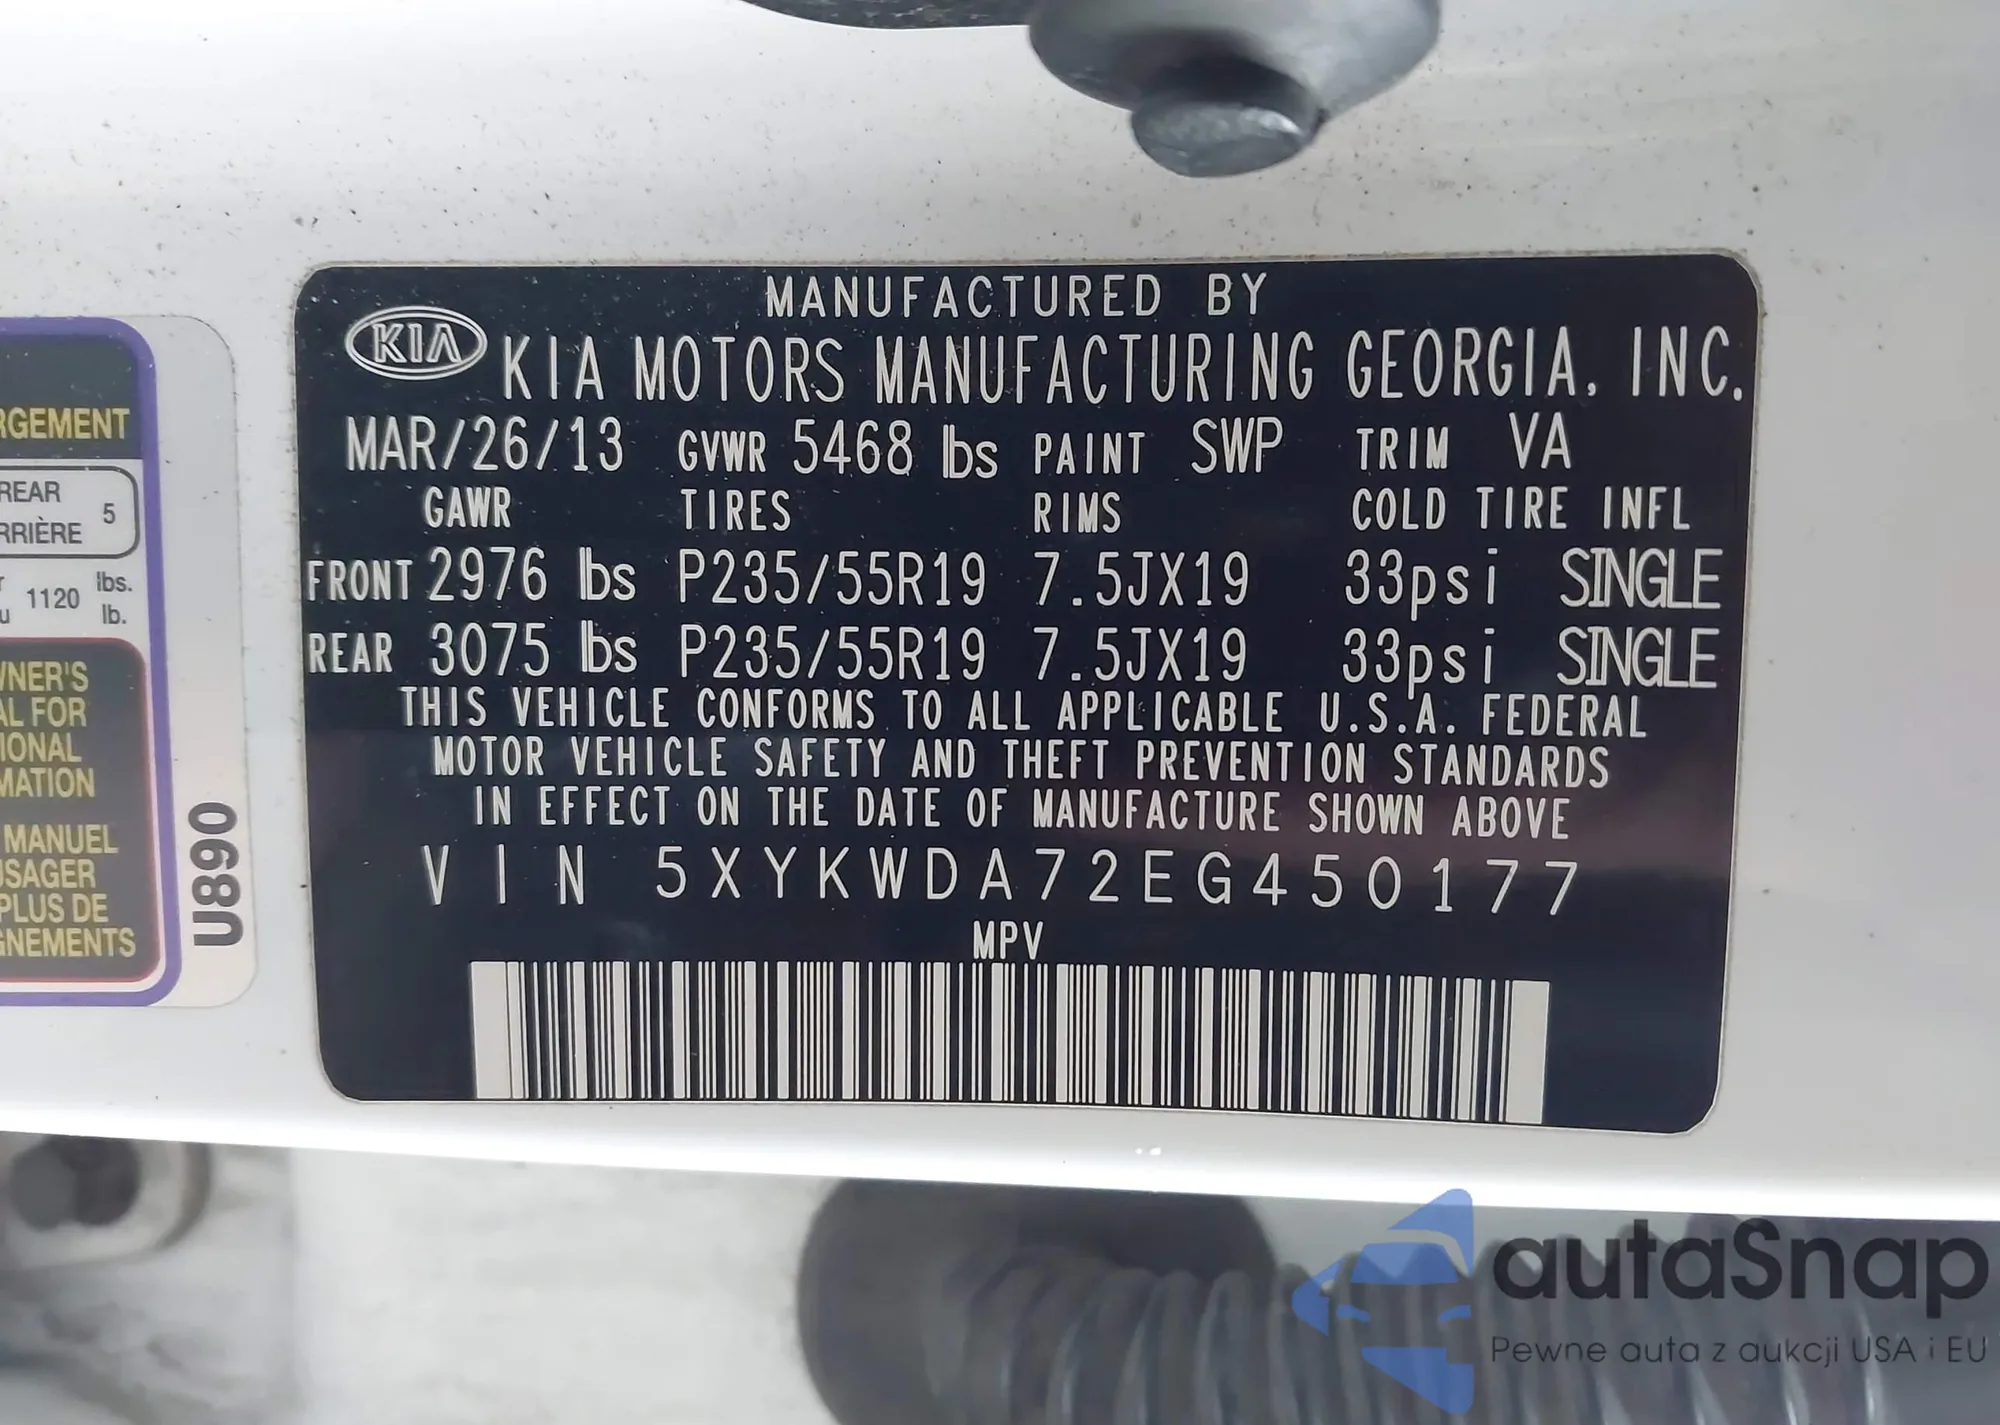 MANUFACTURED BY
KIA KIA MOTORS MANUFACTURING GEORGIA, INC.
MAR/26/13 GVWR 5468 lbs PAINT SWP TRIM VA
GAWR TIRES RIMS COLD TIRE INFL
FRONT 2976 lbs P235/55R19 7.5JX19 33psi SINGLE
REAR 3075 lbs P235/55R19 7.5JX19 33psi SINGLE
THIS VEHICLE CONFORMS TO ALL APPLICABLE U.S.A. FEDERAL
MOTOR VEHICLE SAFETY AND THEFT PREVENTION STANDARDS
IN EFFECT ON THE DATE OF MANUFACTURE SHOWN ABOVE
VIN 5XYKWDA72EG450177
MPV
RGEMENT
REAR
RRIÈRE 5
r 1120 lbs.
u lb.
WNER'S
AL FOR
IONAL
MATION
MANUEL
USAGER
PLUS DE
GNEMENTS
U890
autaSnap
Pewne auta z aukcji USA i EU